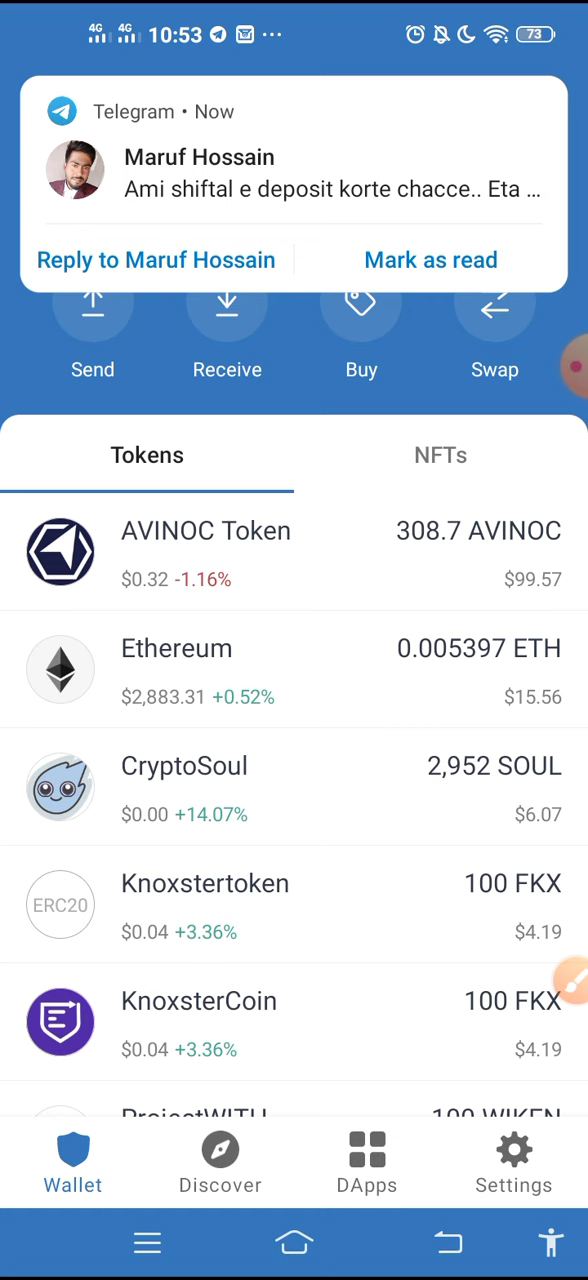 4G 4G 10:53 73
Telegram • Now
Maruf Hossain
Ami shiftal e deposit korte chacce.. Eta ...
Reply to Maruf Hossain Mark as read
Send Receive Buy Swap
Tokens NFTs
AVINOC Token 308.7 AVINOC
$0.32 -1.16% $99.57
Ethereum 0.005397 ETH
$2,883.31 +0.52% $15.56
CryptoSoul 2,952 SOUL
$0.00 +14.07% $6.07
Knoxstertoken 100 FKX
ERC20
$0.04 +3.36% $4.19
KnoxsterCoin 100 FKX
$0.04 +3.36% $4.19
ProjectWITH 100 WIKEN
Wallet Discover DApps Settings